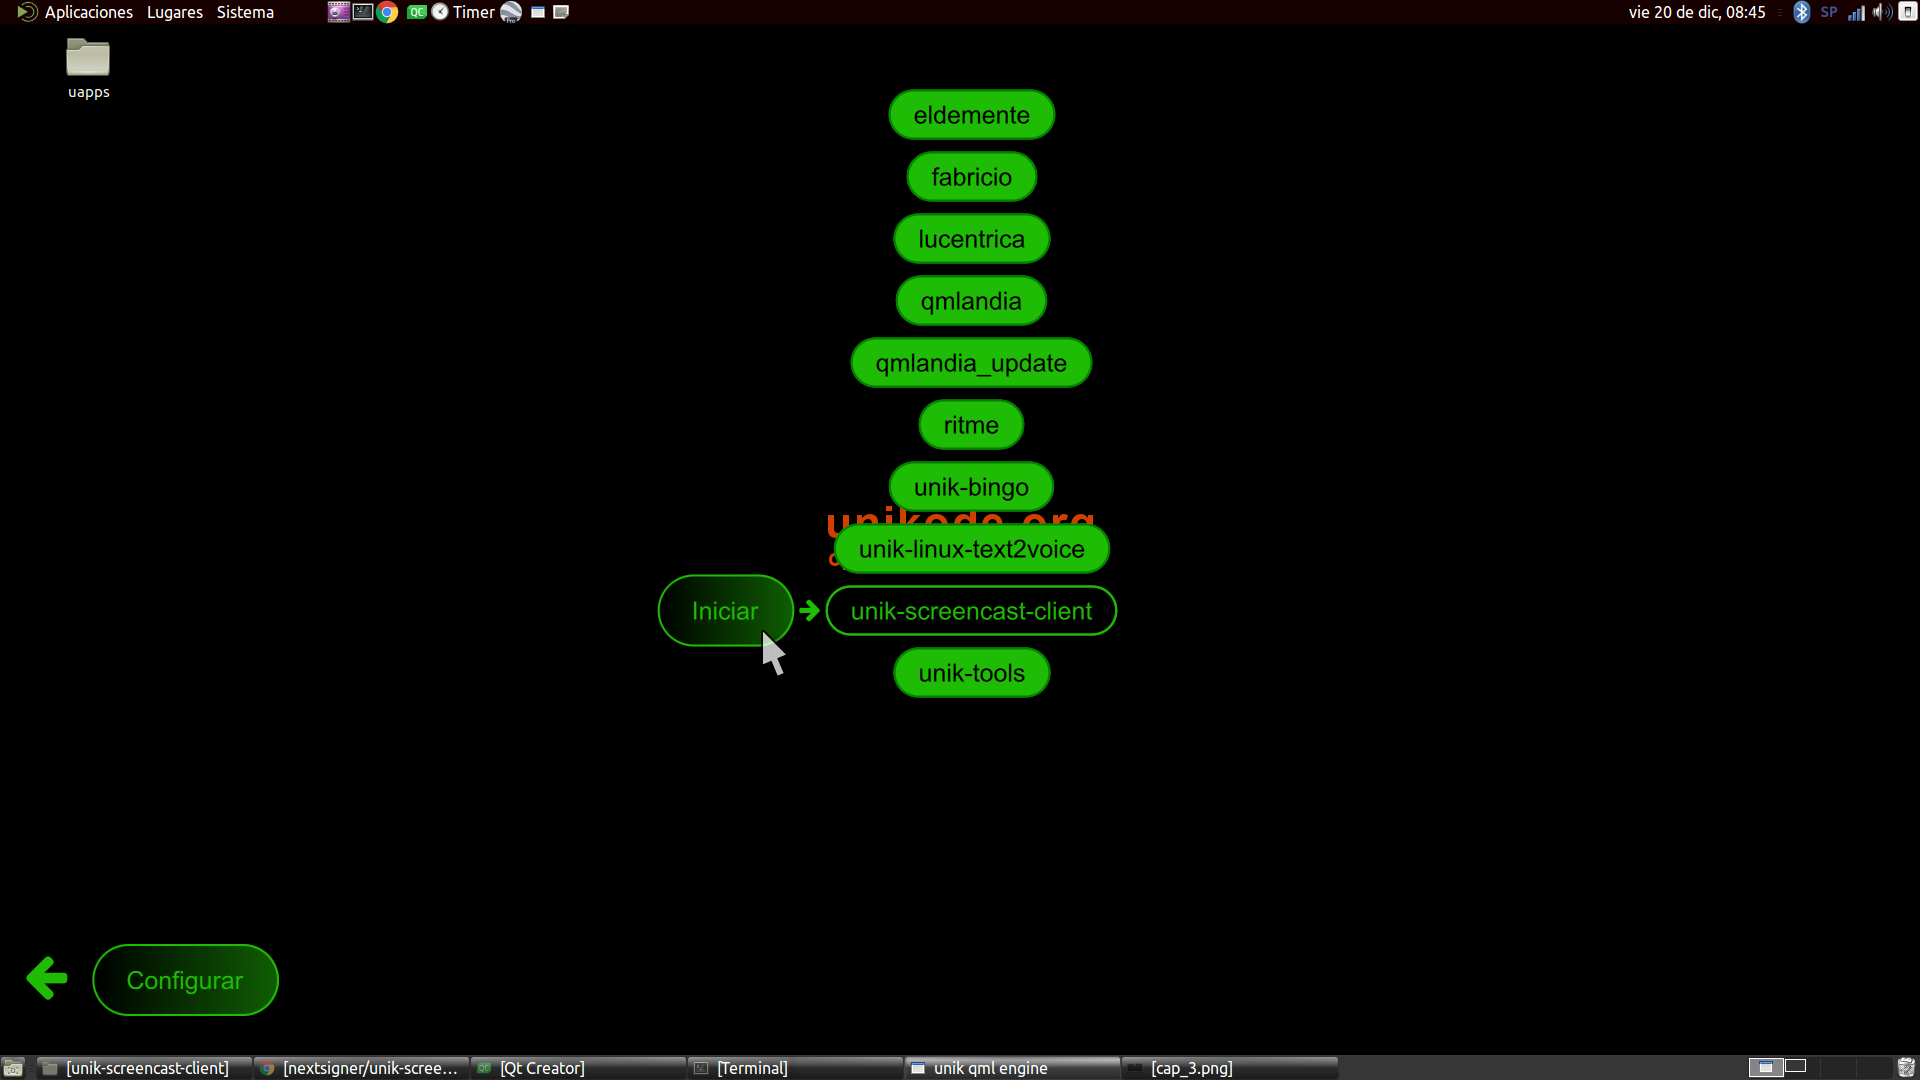 Aplicaciones Lugares Sistema Timer vie 20 de dic, 08:45 SP
uapps
eldemente
fabricio
lucentrica
qmlandia
qmlandia_update
ritme
unik-bingo
unik-linux-text2voice
Iniciar unik-screencast-client
unik-tools
Configurar
[unik-screencast-client] [nextsigner/unik-scree... [Qt Creator] [Terminal] unik qml engine [cap_3.png]